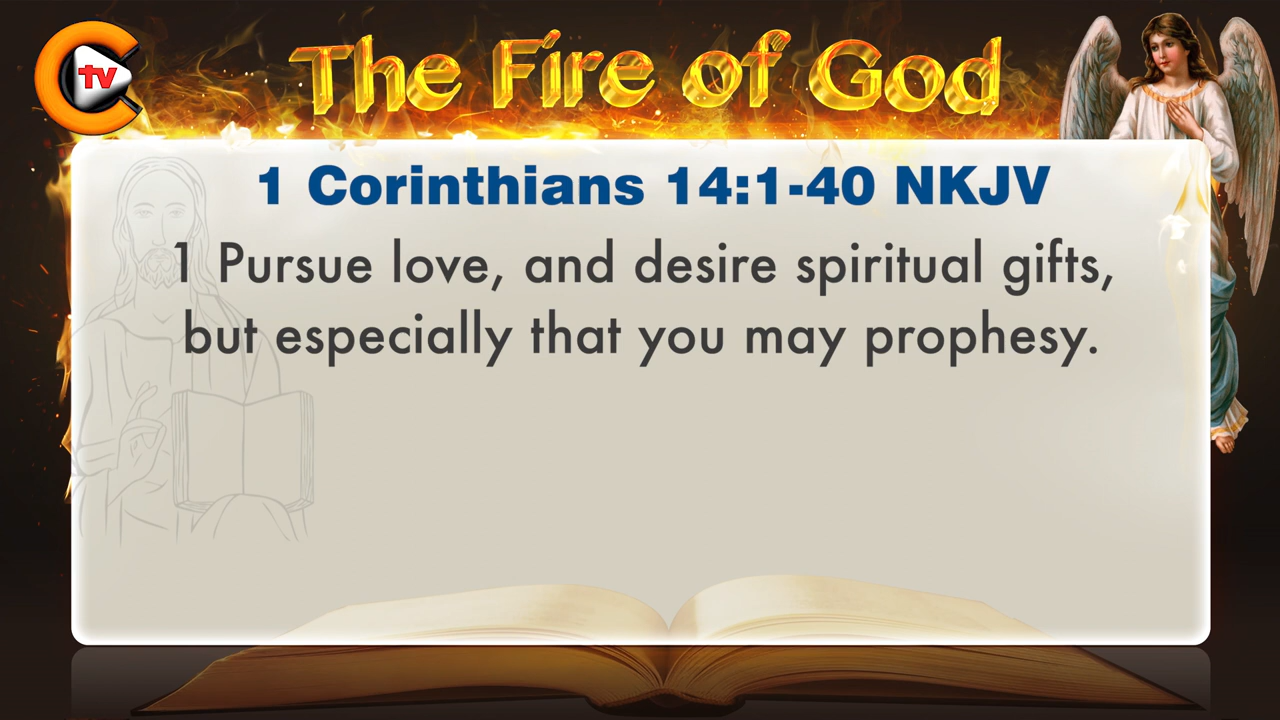 tv
The Fire of God
1 Corinthians 14:1-40 NKJV
1 Pursue love, and desire spiritual gifts,
but especially that you may prophesy.